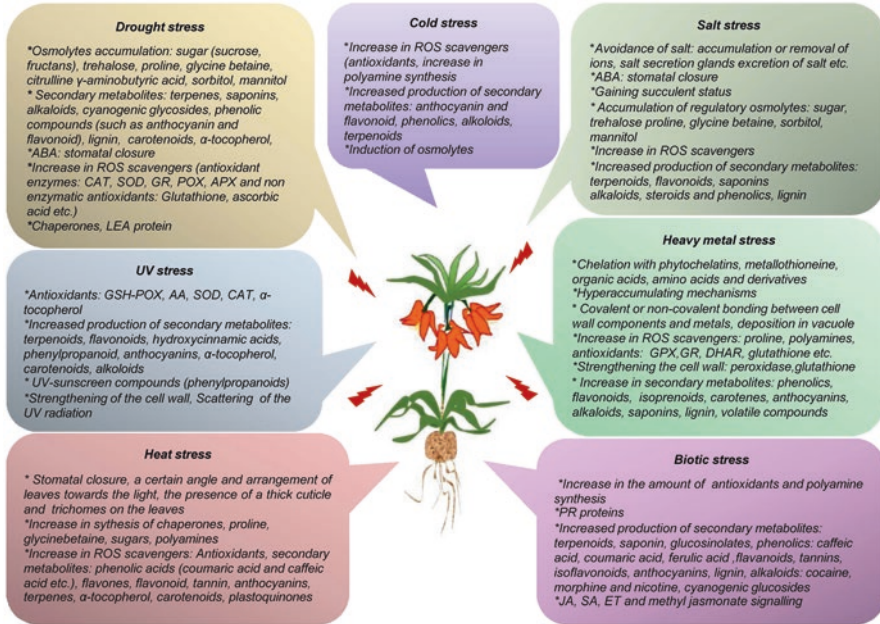 Drought stress
*Osmolytes accumulation: sugar (sucrose,
fructans), trehalose, proline, glycine betaine,
citrulline γ-aminobutyric acid, sorbitol, mannitol
* Secondary metabolites: terpenes, saponins,
alkaloids, cyanogenic glycosides, phenolic
compounds (such as anthocyanin and
flavonoid), lignin, carotenoids, α-tocopherol,
*ABA: stomatal closure
*Increase in ROS scavengers (antioxidant
enzymes: CAT, SOD, GR, POX, APX and non
enzymatic antioxidants: Glutathione, ascorbic
acid etc.)
*Chaperones, LEA protein
Cold stress
*Increase in ROS scavengers
(antioxidants, increase in
polyamine synthesis
*Increased production of secondary
metabolites: anthocyanin and
flavonoid, phenolics, alkoloids,
terpenoids
*Induction of osmolytes
Salt stress
*Avoidance of salt: accumulation or removal of
ions, salt secretion glands excretion of salt etc.
*ABA: stomatal closure
*Gaining succulent status
*Accumulation of regulatory osmolytes: sugar,
trehalose proline, glycine betaine, sorbitol,
mannitol
*Increase in ROS scavengers
*Increased production of secondary metabolites:
terpenoids, flavonoids, saponins
alkaloids, steroids and phenolics, lignin
UV stress
*Antioxidants: GSH-POX, AA, SOD, CAT, α-
tocopherol
*Increased production of secondary metabolites:
terpenoids, flavonoids, hydroxycinnamic acids,
phenylpropanoid, anthocyanins, α-tocopherol,
carotenoids, alkoloids
* UV-sunscreen compounds (phenylpropanoids)
*Strengthening of the cell wall, Scattering of the
UV radiation
Heavy metal stress
*Chelation with phytochelatins, metallothioneine,
organic acids, amino acids and derivatives
*Hyperaccumulating mechanisms
* Covalent or non-covalent bonding between cell
wall components and metals, deposition in vacuole
*Increase in ROS scavengers: proline, polyamines,
antioxidants: GPX,GR, DHAR, glutathione etc.
*Strengthening the cell wall: peroxidase,glutathione
* Increase in secondary metabolites: phenolics,
flavonoids, isoprenoids, carotenes, anthocyanins,
alkaloids, saponins, lignin, volatile compounds
Heat stress
* Stomatal closure, a certain angle and arrangement of
leaves towards the light, the presence of a thick cuticle
and trichomes on the leaves
*Increase in sythesis of chaperones, proline,
glycinebetaine, sugars, polyamines
*Increase in ROS scavengers: Antioxidants, secondary
metabolites: phenolic acids (coumaric acid and caffeic
acid etc.), flavones, flavonoid, tannin, anthocyanins,
terpenes, α-tocopherol, carotenoids, plastoquinones
Biotic stress
*Increase in the amount of antioxidants and polyamine
synthesis
*PR proteins
*Increased production of secondary metabolites:
terpenoids, saponin, glucosinolates, phenolics: caffeic
acid, coumaric acid, ferulic acid ,flavanoids, tannins,
isoflavonoids, anthocyanins, lignin, alkaloids: cocaine,
morphine and nicotine, cyanogenic glucosides
*JA, SA, ET and methyl jasmonate signalling